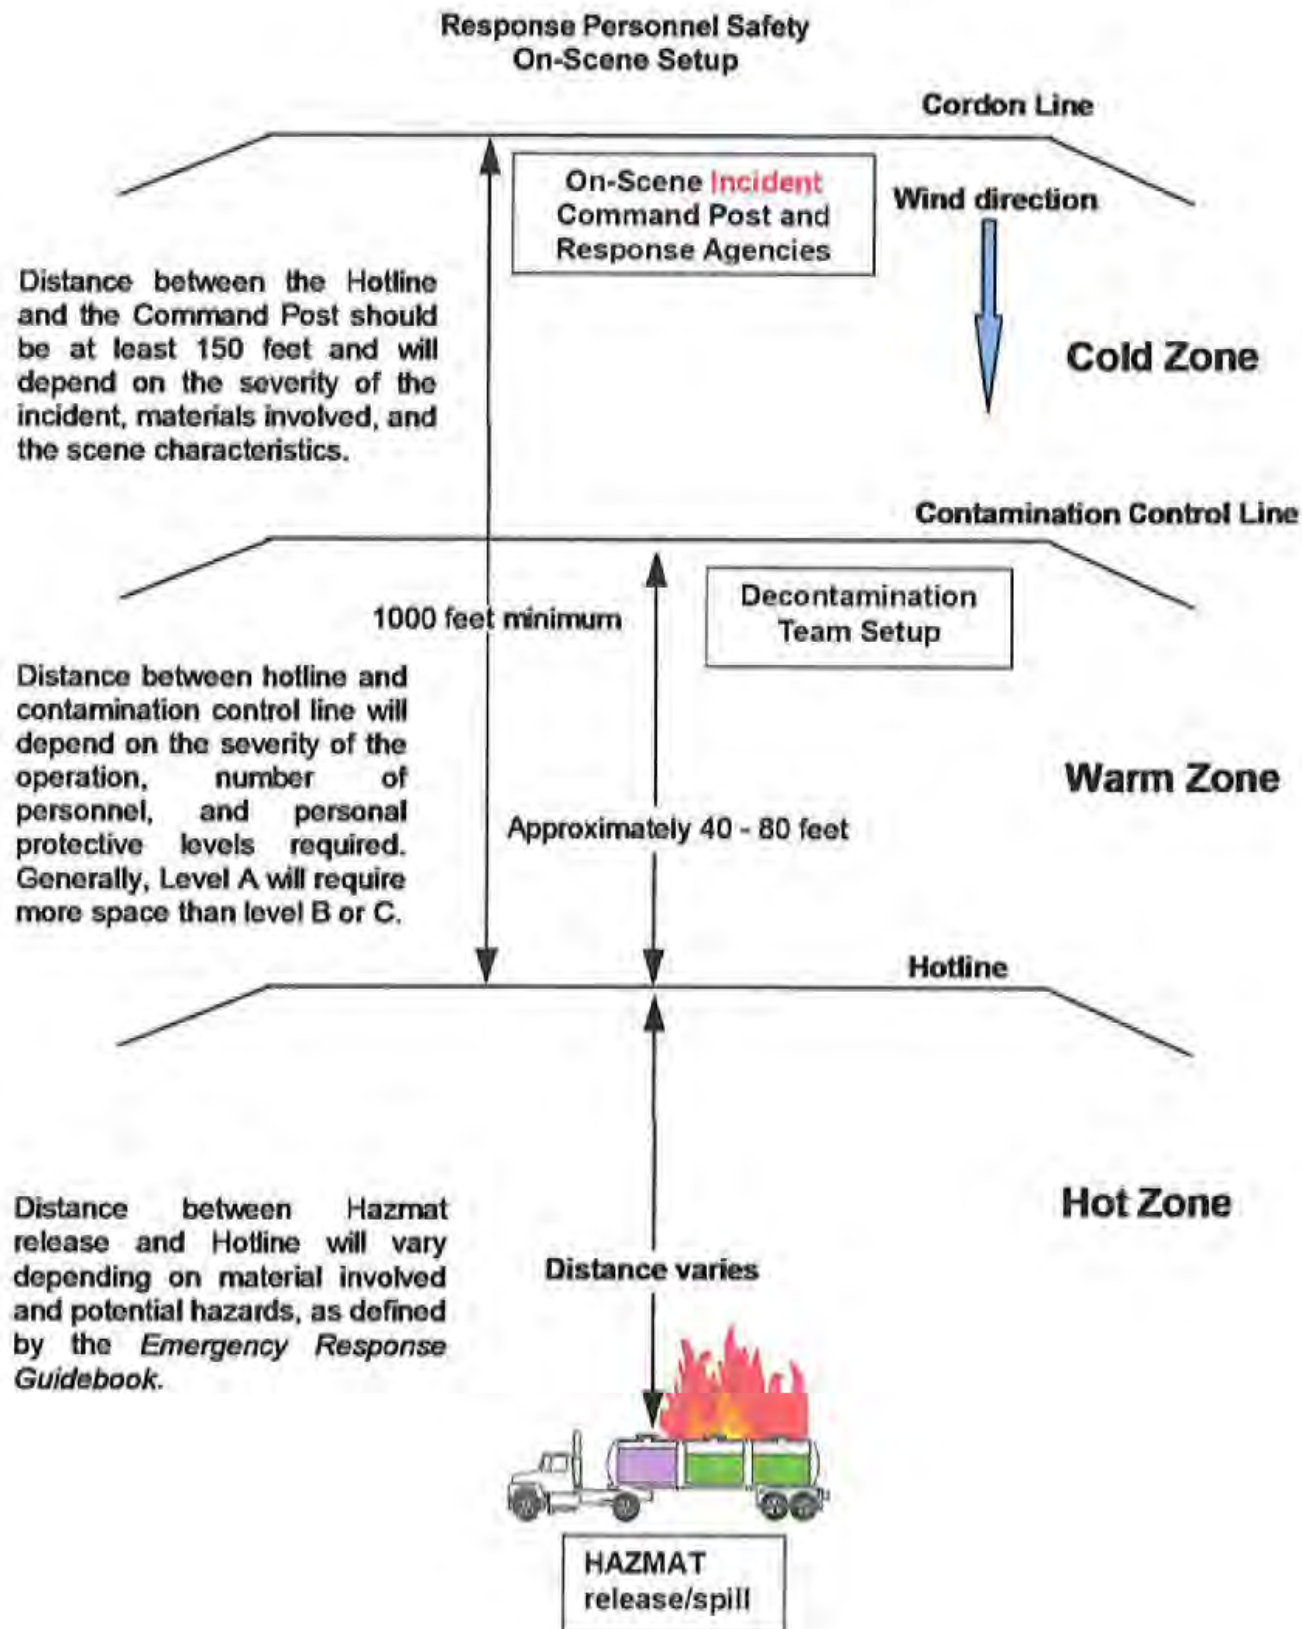 Response Personnel Safety
On-Scene Setup
Cordon Line
On-Scene Incident
Command Post and
Response Agencies
Wind direction
Distance between the Hotline
and the Command Post should
be at least 150 feet and will
depend on the severity of the
incident, materials involved, and
the scene characteristics.
Cold Zone
Contamination Control Line
Decontamination
Team Setup
1000 feet minimum
Distance between hotline and
contamination control line will
depend on the severity of the
operation, number of
personnel, and personal
protective levels required.
Generally, Level A will require
more space than level B or C.
Warm Zone
Approximately 40 - 80 feet
Hotline
Distance between Hazmat
release and Hotline will vary
depending on material involved
and potential hazards, as defined
by the Emergency Response
Guidebook.
Hot Zone
Distance varies
HAZMAT
release/spill